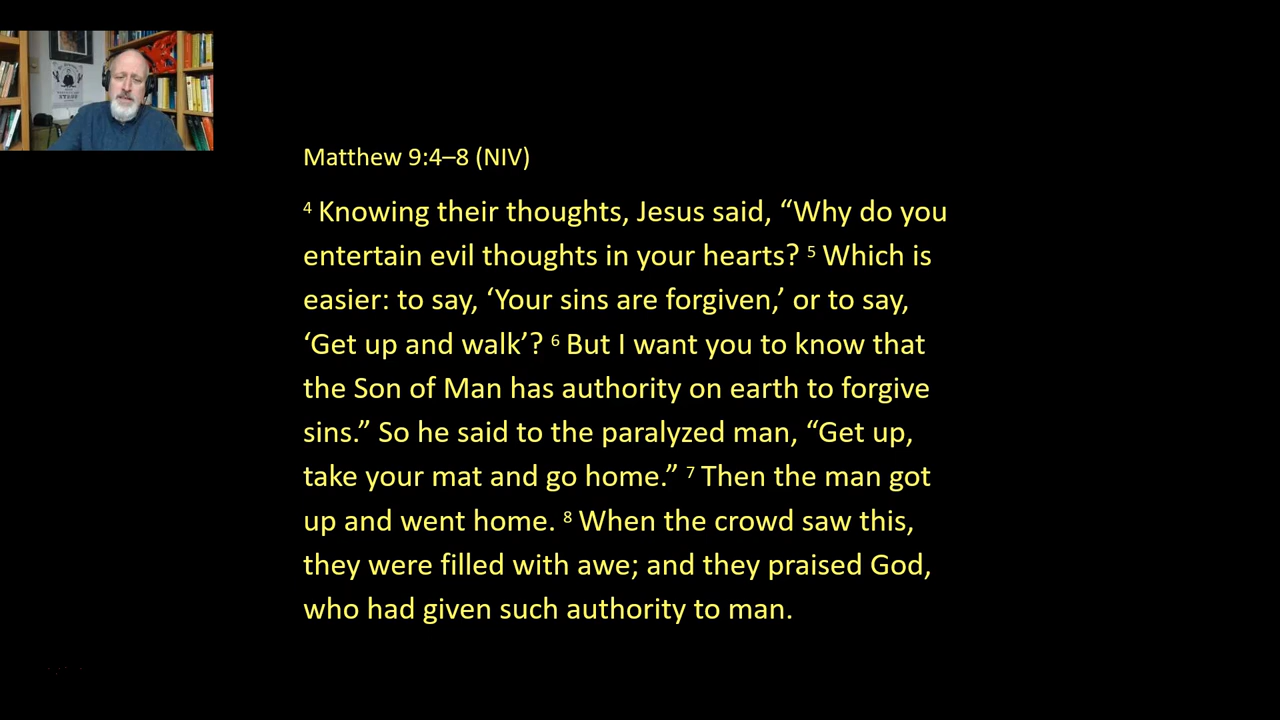 Matthew 9:4–8 (NIV)
4 Knowing their thoughts, Jesus said, “Why do you
entertain evil thoughts in your hearts? 5 Which is
easier: to say, ‘Your sins are forgiven,’ or to say,
‘Get up and walk’? 6 But I want you to know that
the Son of Man has authority on earth to forgive
sins.” So he said to the paralyzed man, “Get up,
take your mat and go home.” 7 Then the man got
up and went home. 8 When the crowd saw this,
they were filled with awe; and they praised God,
who had given such authority to man.